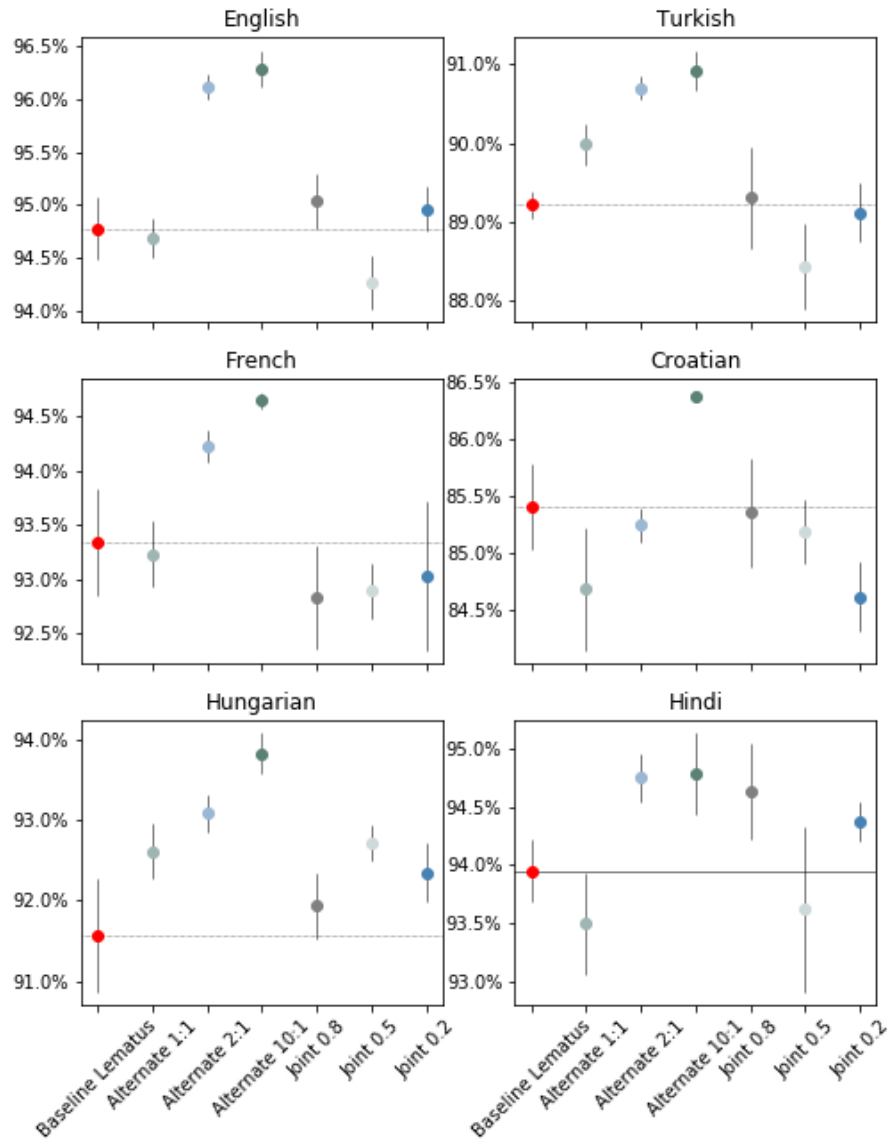 English
96.5%
96.0%
95.5%
95.0%
94.5%
94.0%
Turkish
91.0%
90.0%
89.0%
88.0%
French
94.5%
94.0%
93.5%
93.0%
92.5%
Croatian
86.5%
86.0%
85.5%
85.0%
84.5%
Hungarian
94.0%
93.0%
92.0%
91.0%
Hindi
95.0%
94.5%
94.0%
93.5%
93.0%
Baseline Lematus
Alternate 1:1
Alternate 2:1
Alternate 10:1
Joint 0.8
Joint 0.5
Joint 0.2
Baseline Lematus
Alternate 1:1
Alternate 2:1
Alternate 10:1
Joint 0.8
Joint 0.5
Joint 0.2